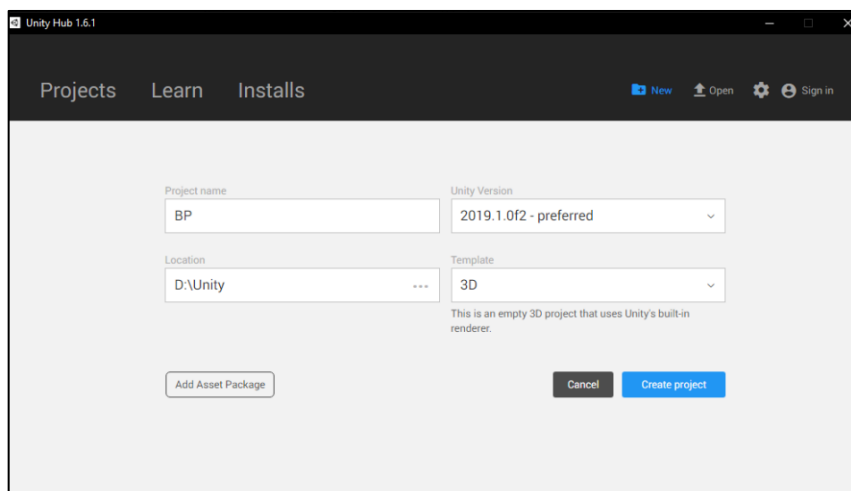 Unity Hub 1.6.1
Projects Learn Installs New Open Sign in
Project name
BP
Unity Version
2019.1.0f2 - preferred
Location
D:\Unity
Template
3D
This is an empty 3D project that uses Unity's built-in
renderer.
Add Asset Package
Cancel
Create project